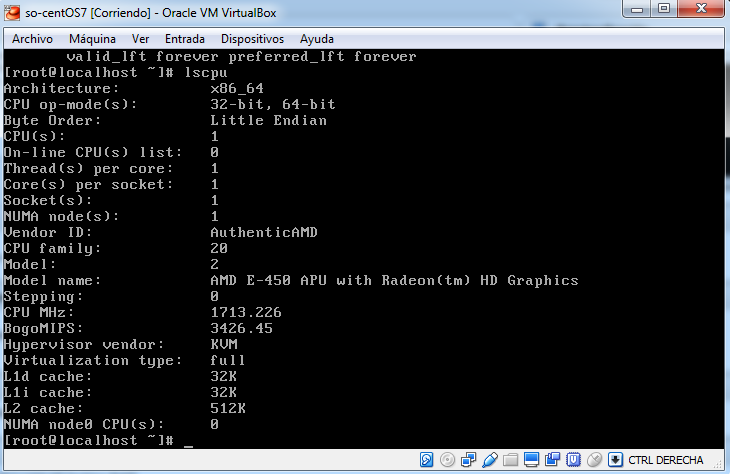 so-centOS7 [Corriendo] - Oracle VM VirtualBox
Archivo Máquina Ver Entrada Dispositivos Ayuda
valid_lft forever preferred_lft forever
[root@localhost ~]# lscpu
Architecture: x86_64
CPU op-mode(s): 32-bit, 64-bit
Byte Order: Little Endian
CPU(s): 1
On-line CPU(s) list: 0
Thread(s) per core: 1
Core(s) per socket: 1
Socket(s): 1
NUMA node(s): 1
Vendor ID: AuthenticAMD
CPU family: 20
Model: 2
Model name: AMD E-450 APU with Radeon(tm) HD Graphics
Stepping: 0
CPU MHz: 1713.226
BogoMIPS: 3426.45
Hypervisor vendor: KVM
Virtualization type: full
L1d cache: 32K
L1i cache: 32K
L2 cache: 512K
NUMA node0 CPU(s): 0
[root@localhost ~]# _
CTRL DERECHA